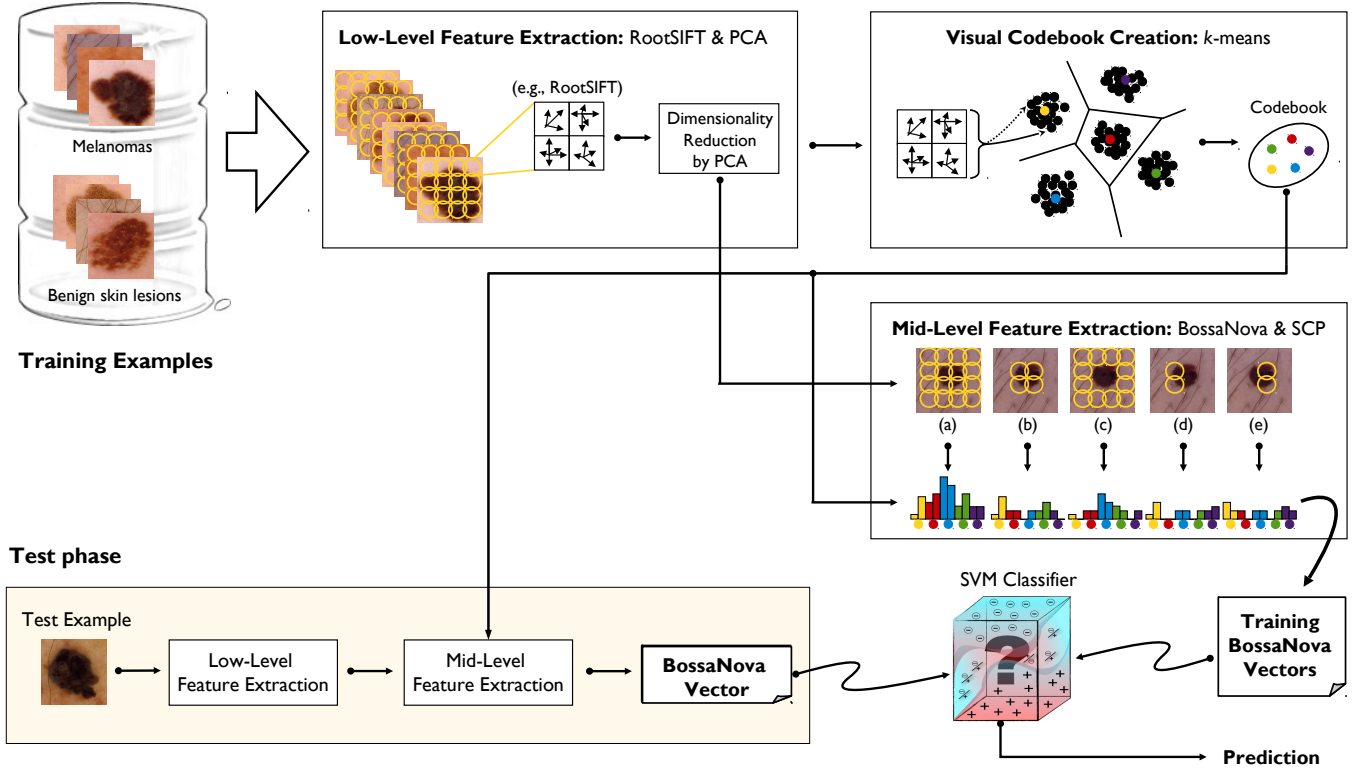 Melanomas
Benign skin lesions
Training Examples
Low-Level Feature Extraction: RootSIFT & PCA
(e.g., RootSIFT)
Dimensionality
Reduction
by PCA
Visual Codebook Creation: k-means
Codebook
Mid-Level Feature Extraction: BossaNova & SCP
(a) (b) (c) (d) (e)
Test phase
Test Example
Low-Level
Feature Extraction
Mid-Level
Feature Extraction
BossaNova
Vector
SVM Classifier
?
Training
BossaNova
Vectors
Prediction